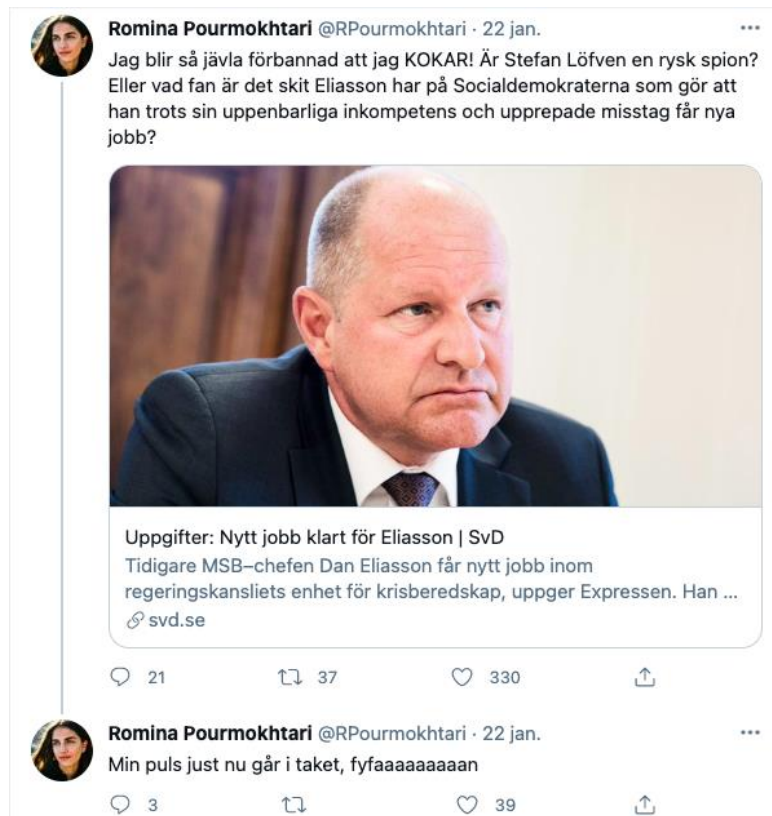 Romina Pourmokhtari @RPourmokhtari · 22 jan.
Jag blir så jävla förbannad att jag KOKAR! Är Stefan Löfven en rysk spion?
Eller vad fan är det skit Eliasson har på Socialdemokraterna som gör att
han trots sin uppenbarliga inkompetens och upprepade misstag får nya
jobb?
Uppgifter: Nytt jobb klart för Eliasson | SvD
Tidigare MSB–chefen Dan Eliasson får nytt jobb inom
regeringskansliets enhet för krisberedskap, uppger Expressen. Han ...
svd.se
21 37 330
Romina Pourmokhtari @RPourmokhtari · 22 jan.
Min puls just nu går i taket, fyfaaaaaaaaan
3 39